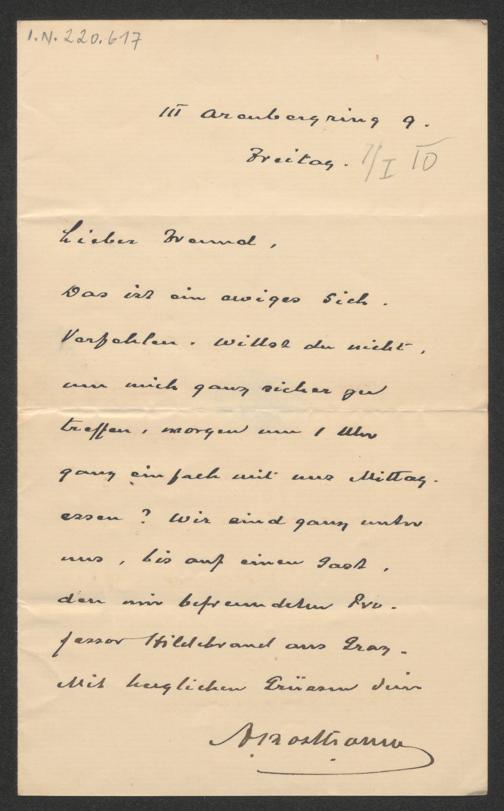 I.N. 220.617
III Arenbergring 9.
Freitag. 7/I 10
Lieber Freund,
Das ist ein ewiges Sich-
Verfehlen. Willst du nicht,
um mich ganz sicher zu
treffen, morgen um 1 Uhr
ganz einfach mit uns Mittag-
essen? Wir sind ganz unter
uns, bis auf einen Gast,
den mir befreundeten Pro-
fessor Hildebrand aus Graz.
Mit herzlichen Grüssen dein